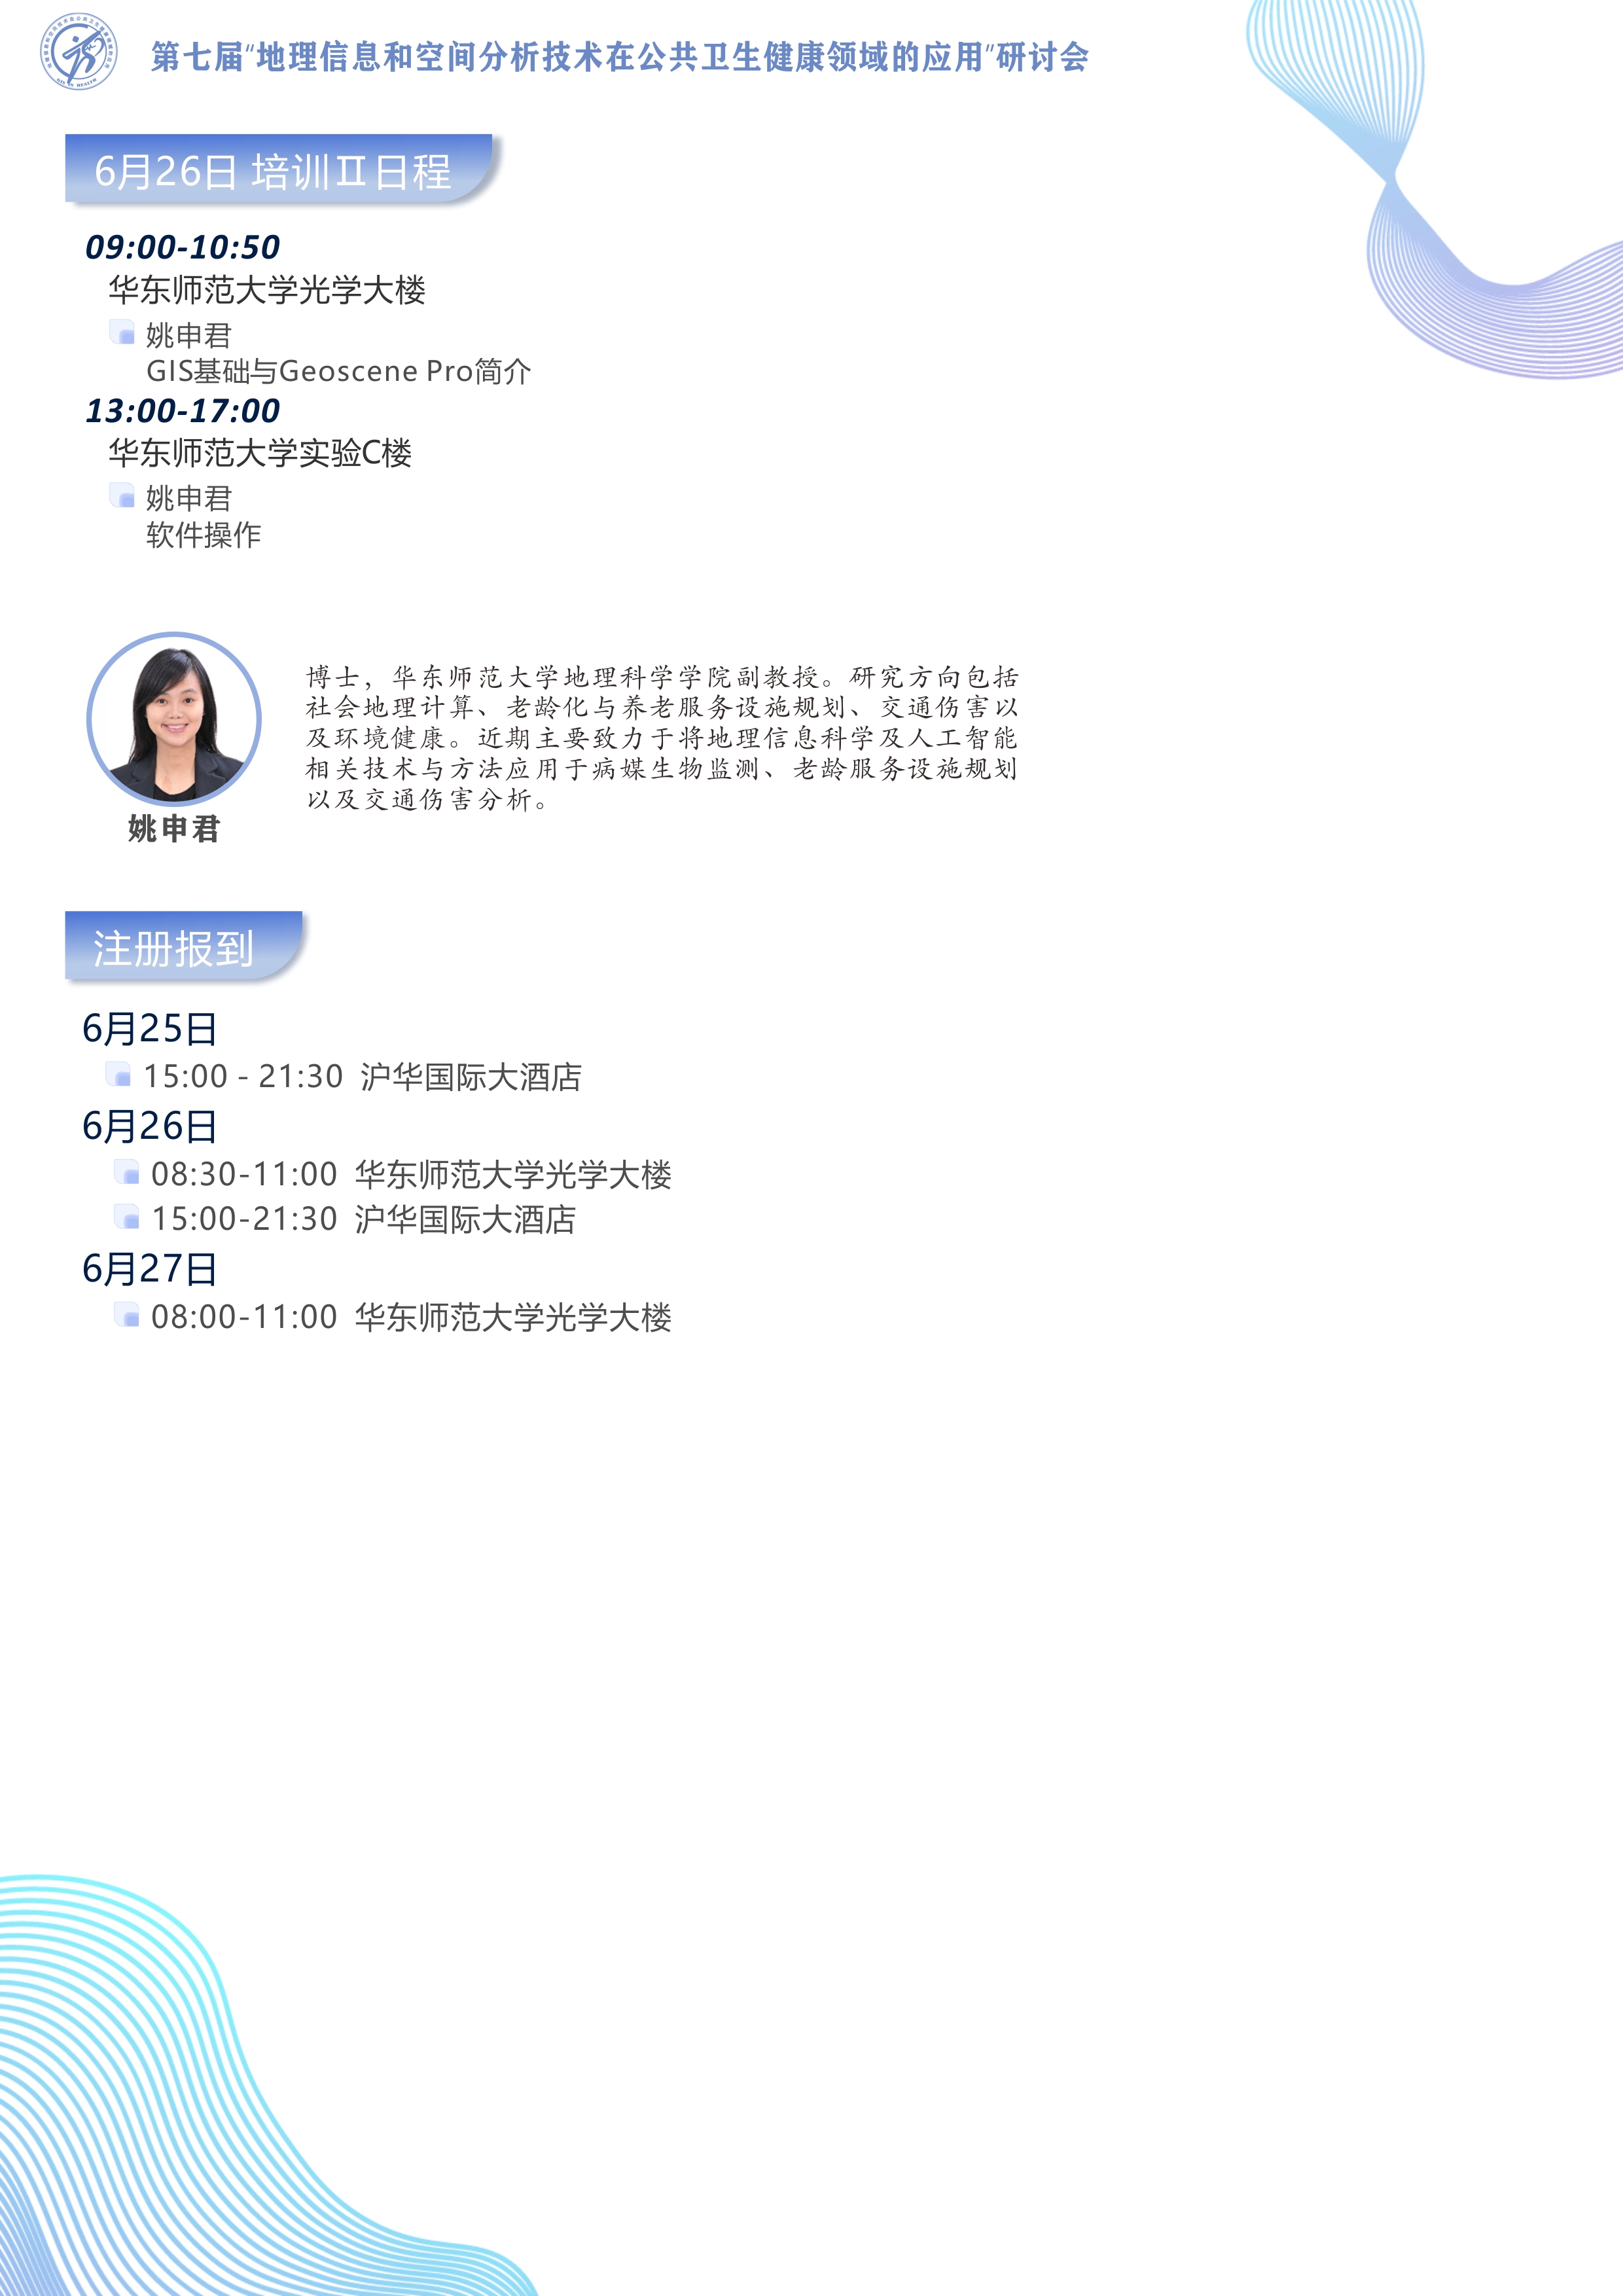 第七届“地理信息和空间分析技术在公共卫生健康领域的应用”研讨会
6月26日 培训Ⅱ日程
09:00-10:50
华东师范大学光学大楼
姚申君
GIS基础与Geoscene Pro简介
13:00-17:00
华东师范大学实验C楼
姚申君
软件操作
博士，华东师范大学地理科学学院副教授。研究方向包括
社会地理计算、老龄化与养老服务设施规划、交通伤害以
及环境健康。近期主要致力于将地理信息科学及人工智能
相关技术与方法应用于病媒生物监测、老龄服务设施规划
以及交通伤害分析。
姚申君
注册报到
6月25日
15:00 - 21:30 沪华国际大酒店
6月26日
08:30-11:00 华东师范大学光学大楼
15:00-21:30 沪华国际大酒店
6月27日
08:00-11:00 华东师范大学光学大楼